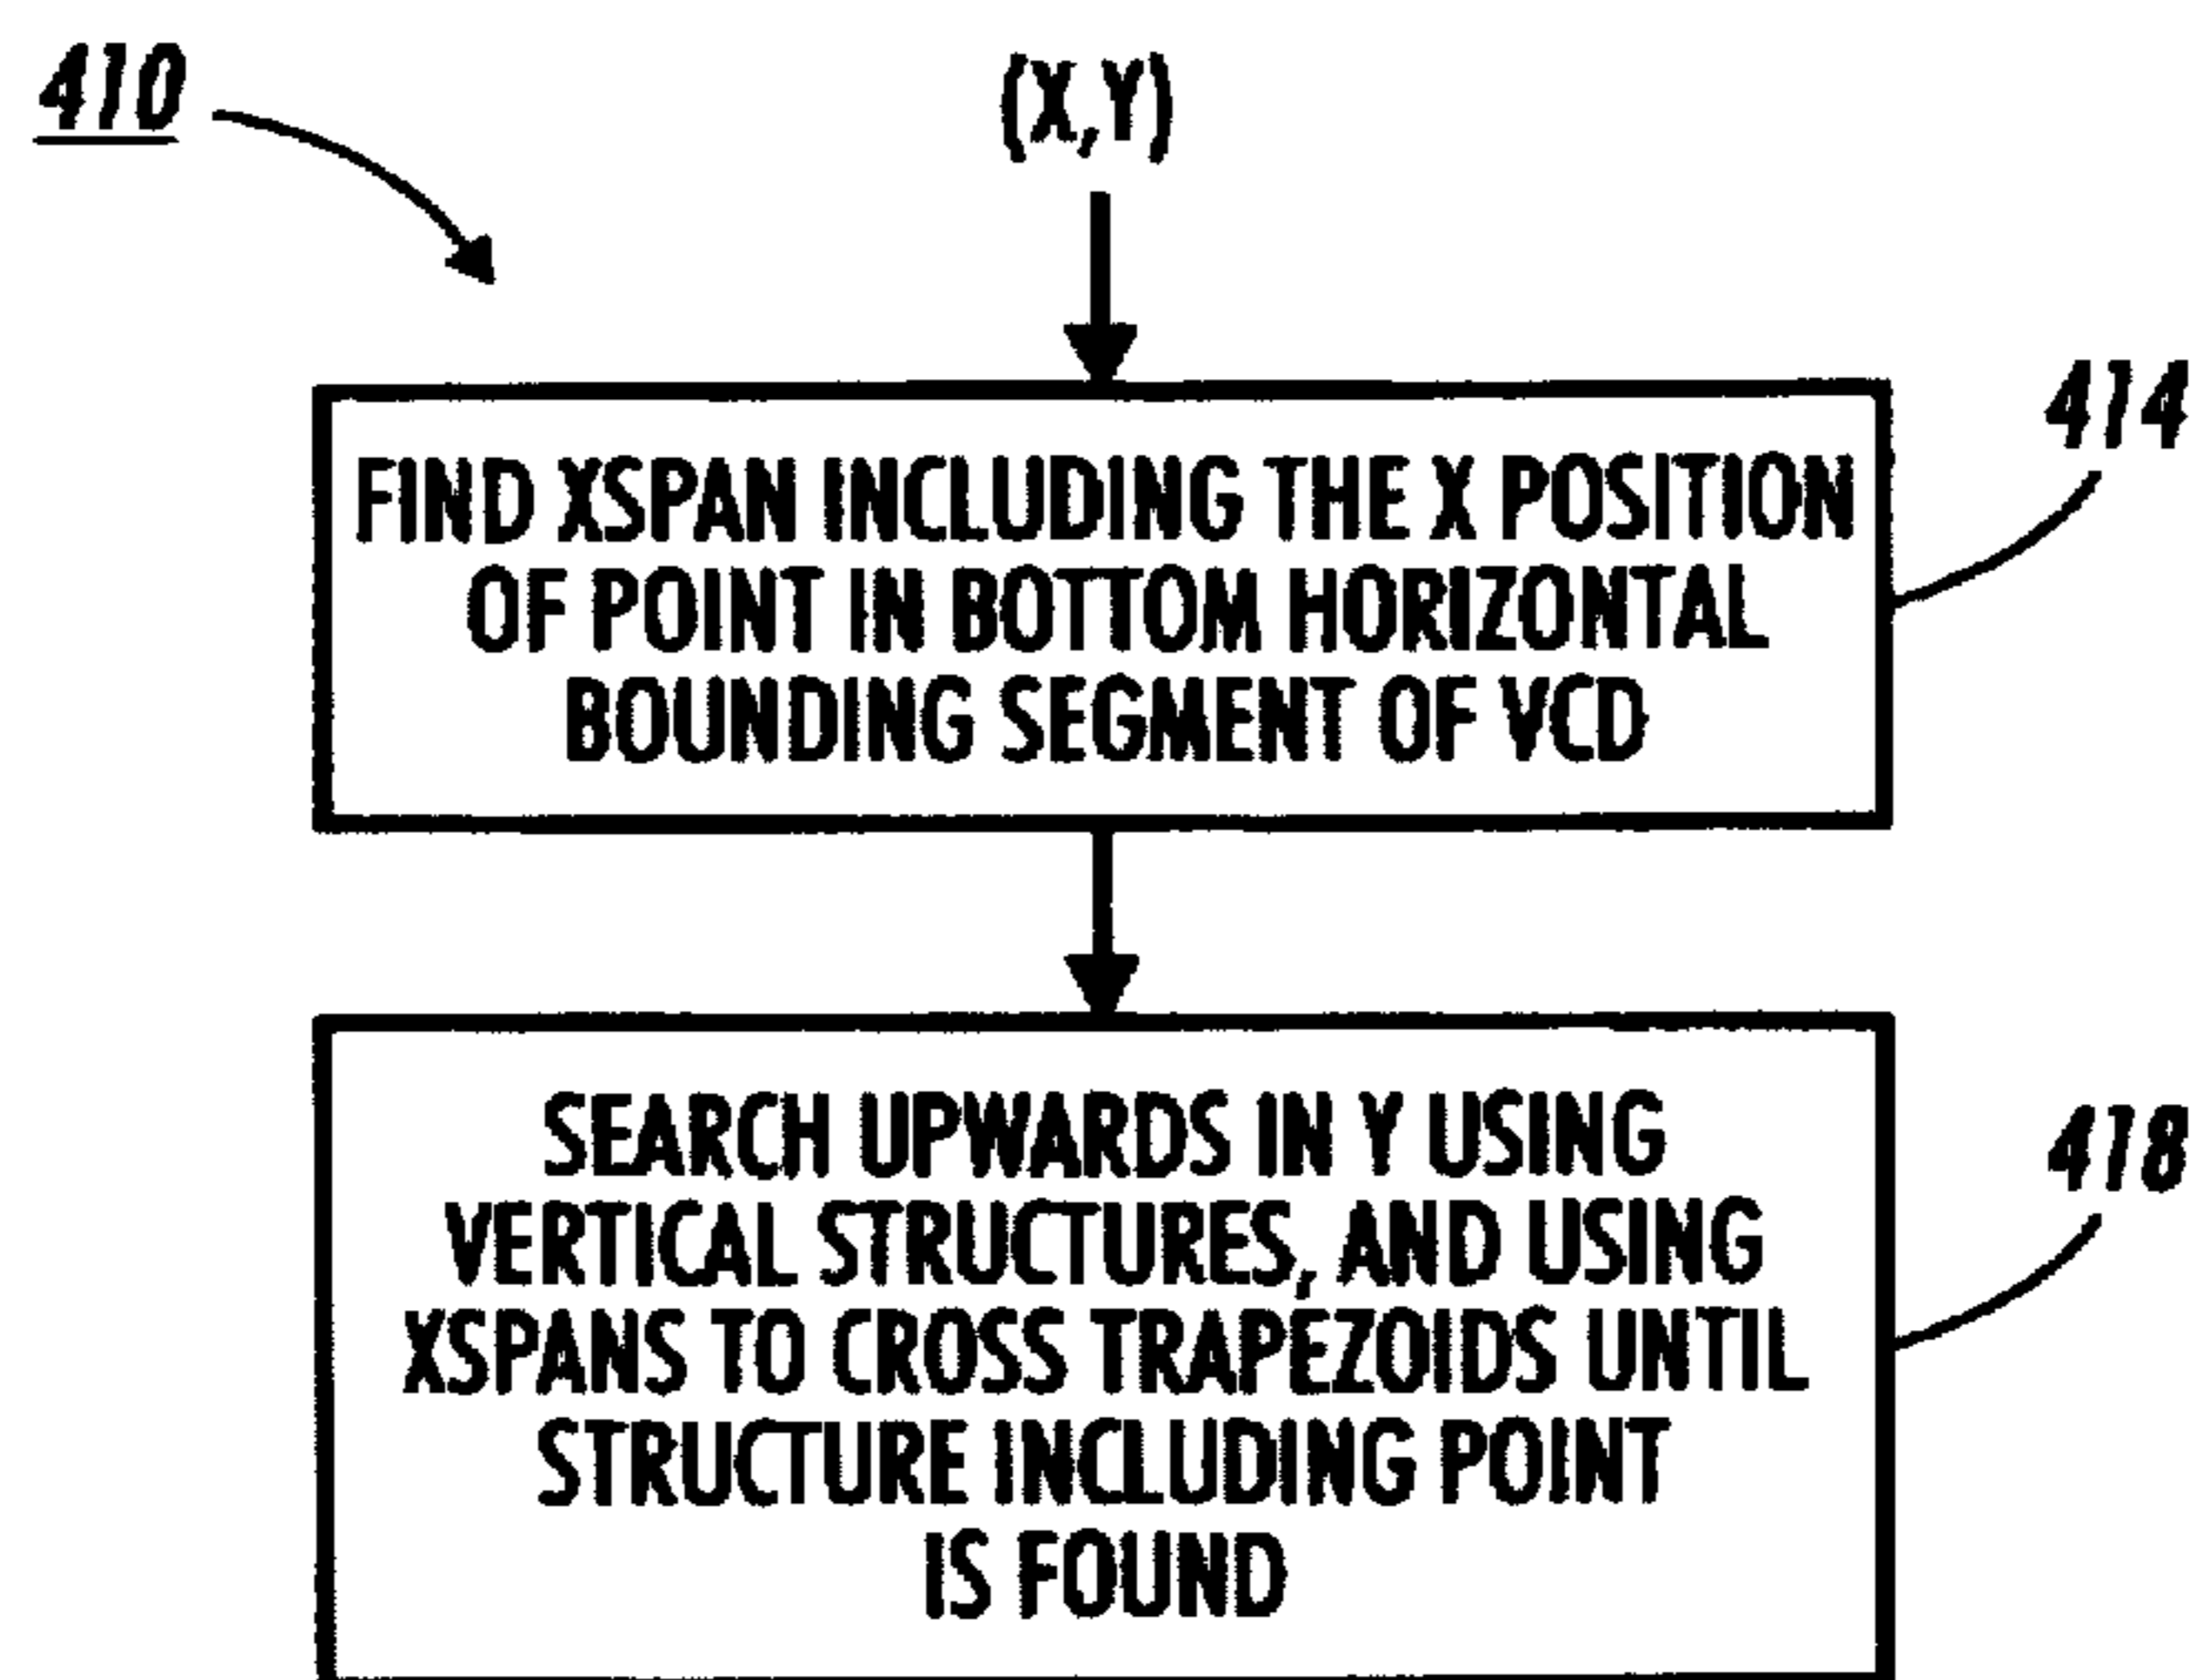 410
(X,Y)
414
FIND XSPAN INCLUDING THE X POSITION
OF POINT IN BOTTOM HORIZONTAL
BOUNDING SEGMENT OF VCD
418
SEARCH UPWARDS IN Y USING
VERTICAL STRUCTURES, AND USING
XSPANS TO CROSS TRAPEZOIDS UNTIL
STRUCTURE INCLUDING POINT
IS FOUND